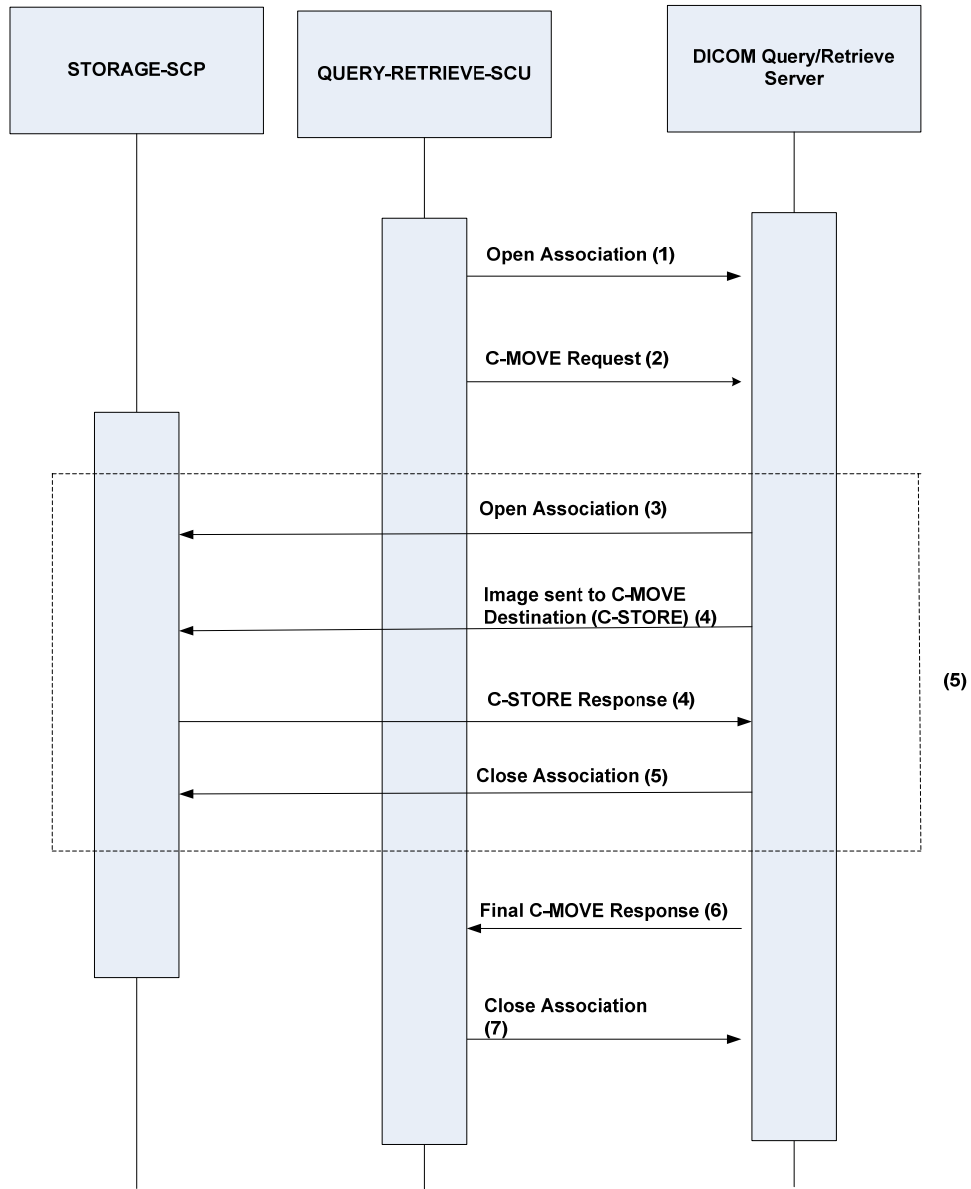 STORAGE-SCP
QUERY-RETRIEVE-SCU
DICOM Query/Retrieve
Server
Open Association (1)
C-MOVE Request (2)
Open Association (3)
Image sent to C-MOVE
Destination (C-STORE) (4)
(5)
C-STORE Response (4)
Close Association (5)
Final C-MOVE Response (6)
Close Association
(7)